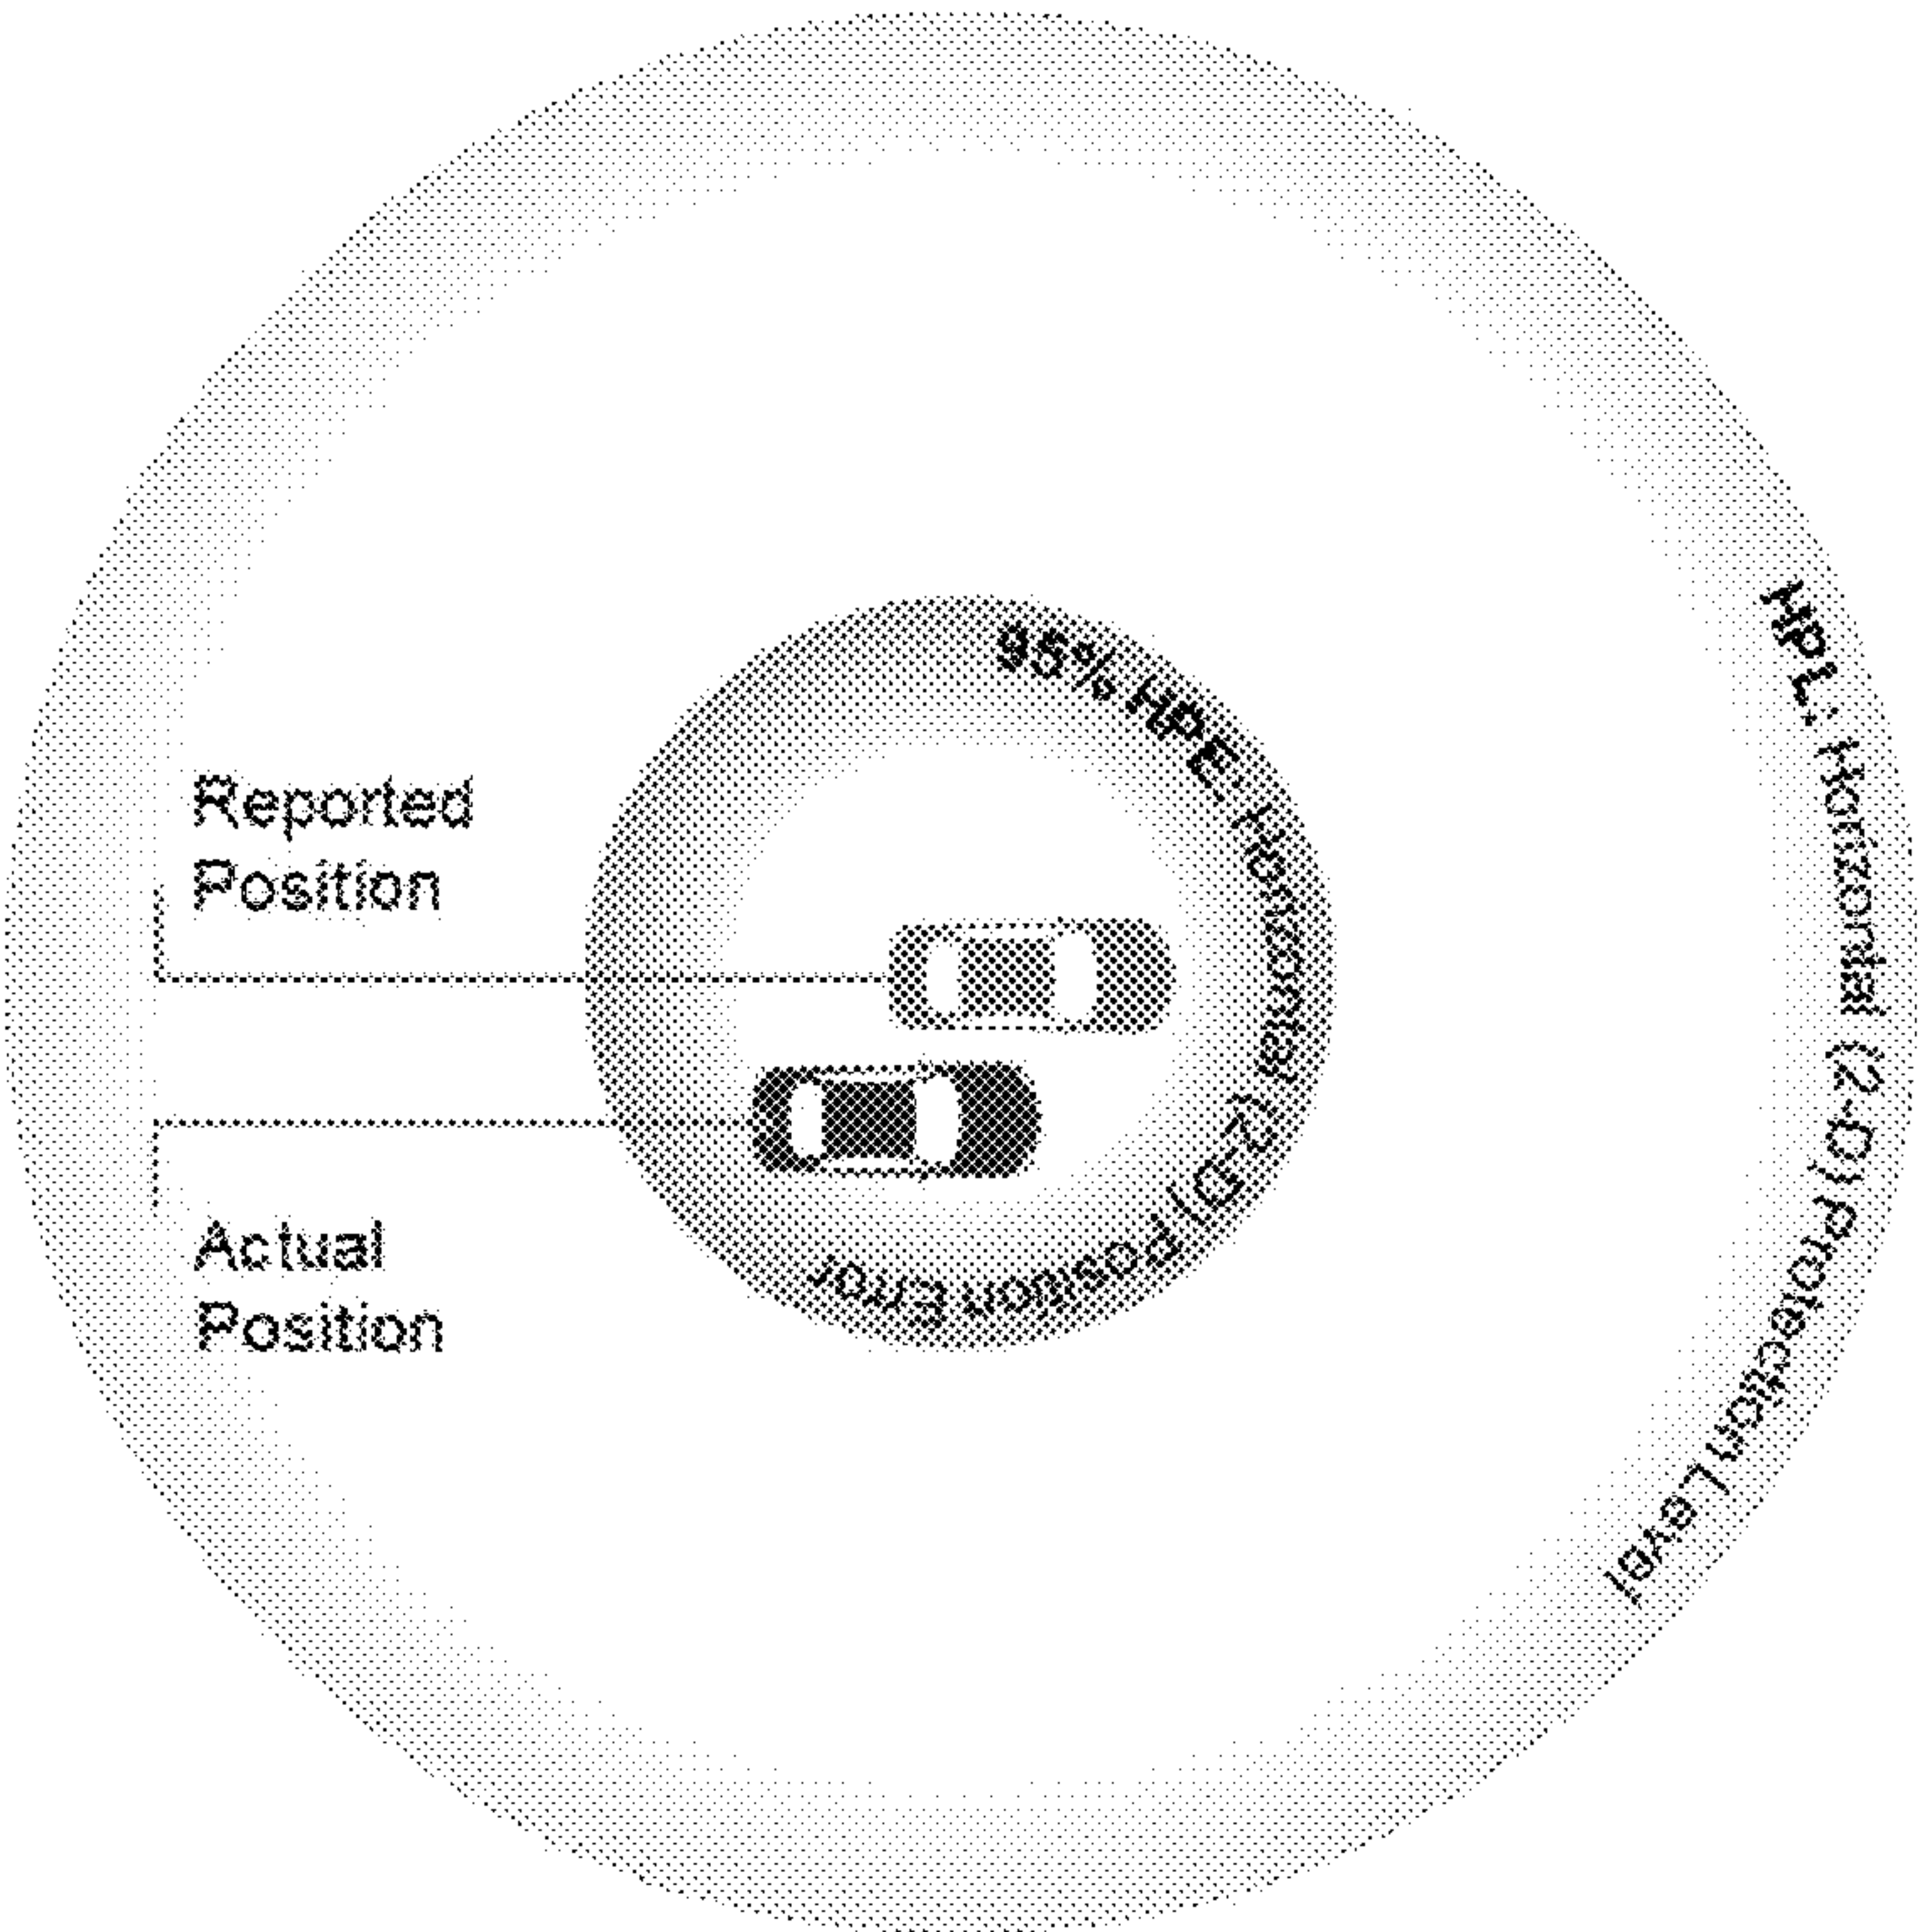 95% HPE: Horizontal (2-D) Position Error
HPL: Horizontal (2-D) Protection Level
Reported
Position
Actual
Position